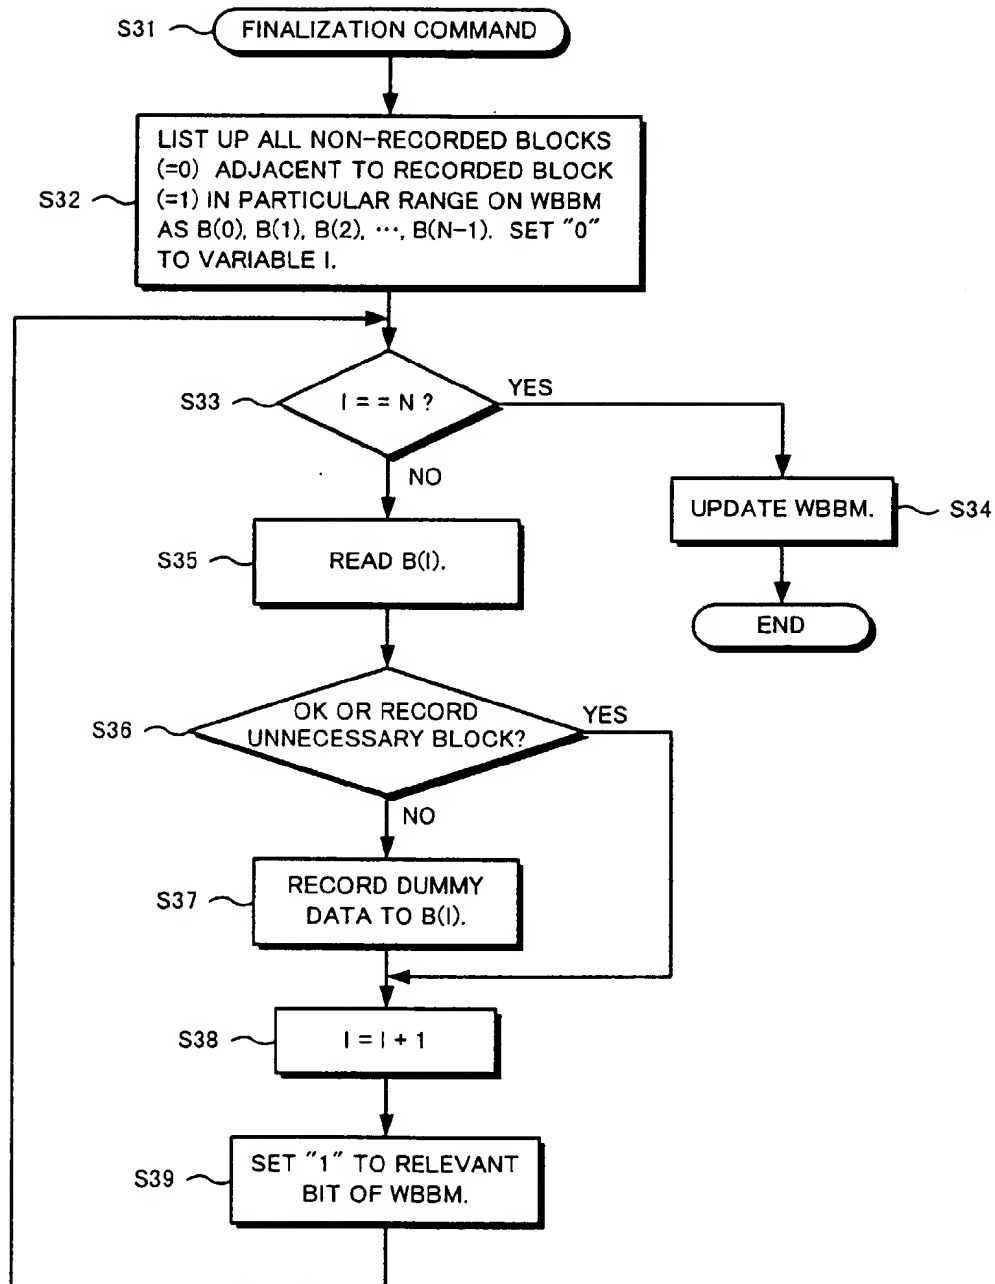 S31
FINALIZATION COMMAND
LIST UP ALL NON-RECORDED BLOCKS
(=0) ADJACENT TO RECORDED BLOCK
S32
(=1) IN PARTICULAR RANGE ON WBBM
AS B(0), B(1), B(2), ···, B(N-1). SET "0"
TO VARIABLE I.
S33
I = = N ?
YES
NO
UPDATE WBBM.
S34
S35
READ B(I).
END
S36
OK OR RECORD
UNNECESSARY BLOCK?
YES
NO
S37
RECORD DUMMY
DATA TO B(I).
S38
I = I + 1
S39
SET "1" TO RELEVANT
BIT OF WBBM.